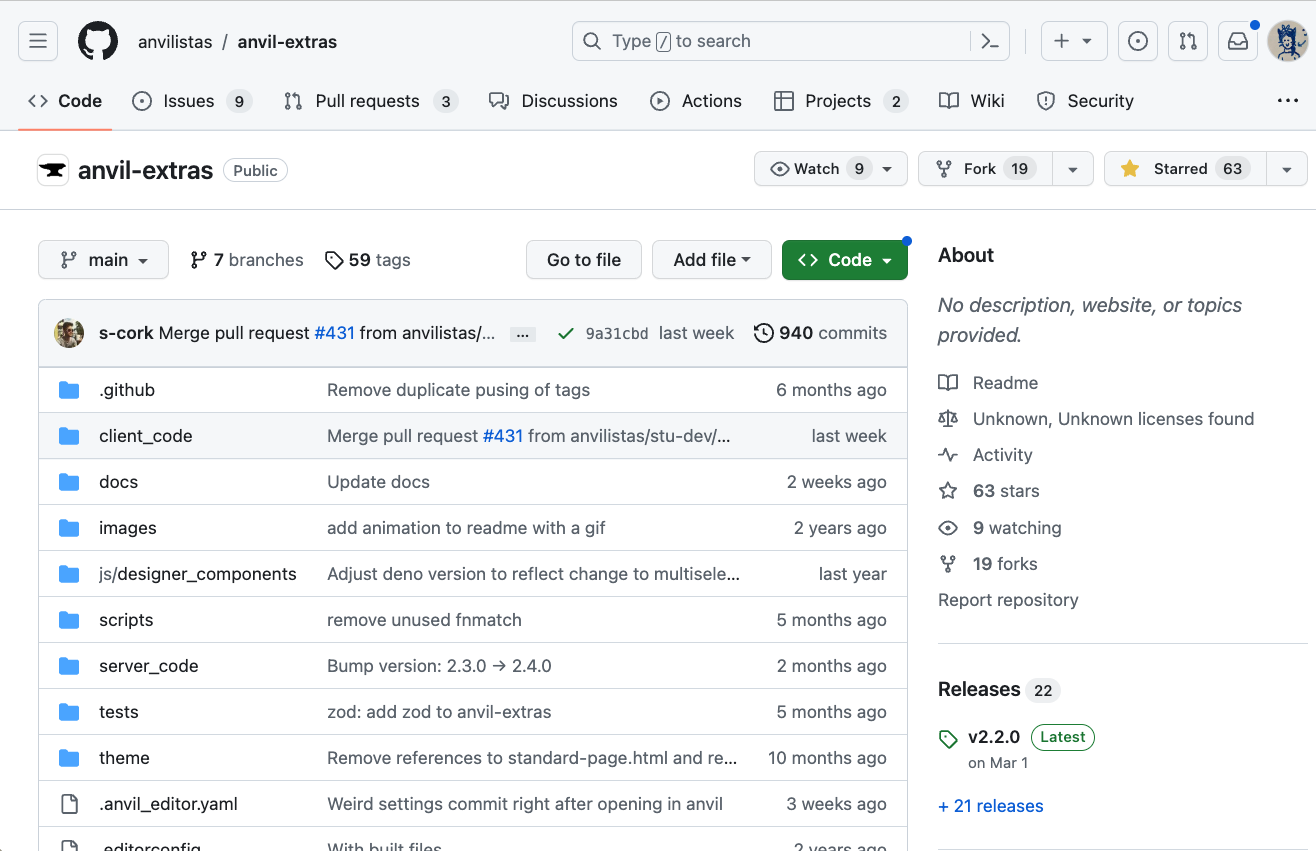 anvilistas / anvil-extras
Type / to search
Code
Issues 9
Pull requests 3
Discussions
Actions
Projects 2
Wiki
Security
anvil-extras Public
Watch 9
Fork 19
Starred 63
main
7 branches
59 tags
Go to file
Add file
Code
s-cork Merge pull request #431 from anvilistas/... ... 9a31cbd last week 940 commits
.github Remove duplicate pusing of tags 6 months ago
client_code Merge pull request #431 from anvilistas/stu-dev/... last week
docs Update docs 2 weeks ago
images add animation to readme with a gif 2 years ago
js/designer_components Adjust deno version to reflect change to multisele... last year
scripts remove unused fnmatch 5 months ago
server_code Bump version: 2.3.0 → 2.4.0 2 months ago
tests zod: add zod to anvil-extras 5 months ago
theme Remove references to standard-page.html and re... 10 months ago
.anvil_editor.yaml Weird settings commit right after opening in anvil 3 weeks ago
.editorconfig With built files 2 years ago
About
No description, website, or topics
provided.
Readme
Unknown, Unknown licenses found
Activity
63 stars
9 watching
19 forks
Report repository
Releases 22
v2.2.0 Latest
on Mar 1
+ 21 releases